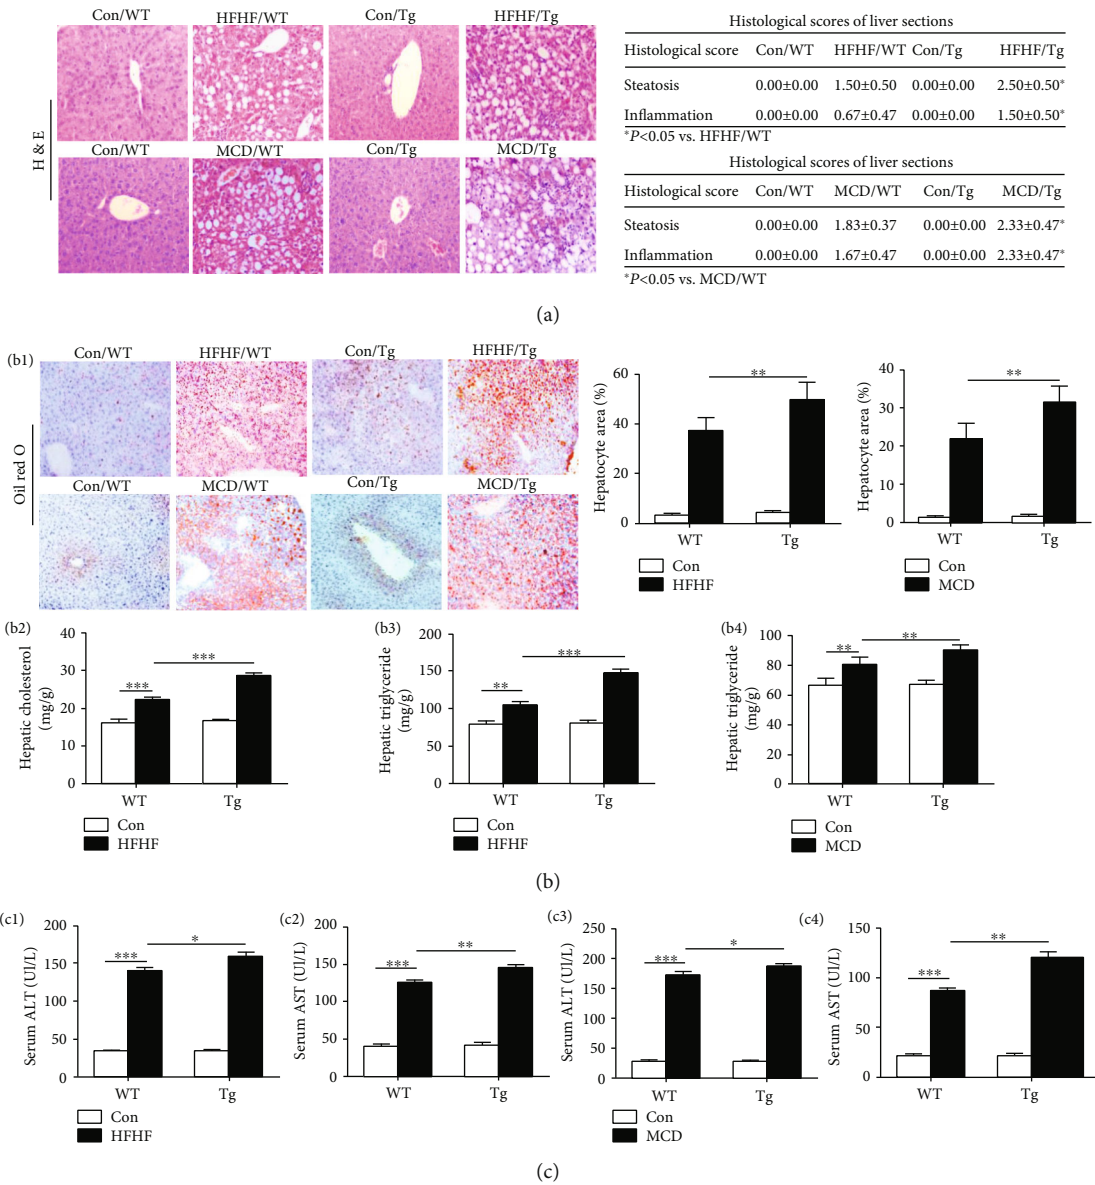 Con/WT HFHF/WT Con/Tg HFHF/Tg
H & E
Con/WT MCD/WT Con/Tg MCD/Tg
Histological scores of liver sections
Histological score Con/WT HFHF/WT Con/Tg HFHF/Tg
Steatosis 0.00±0.00 1.50±0.50 0.00±0.00 2.50±0.50*
Inflammation 0.00±0.00 0.67±0.47 0.00±0.00 1.50±0.50*
*P<0.05 vs. HFHF/WT
Histological scores of liver sections
Histological score Con/WT MCD/WT Con/Tg MCD/Tg
Steatosis 0.00±0.00 1.83±0.37 0.00±0.00 2.33±0.47*
Inflammation 0.00±0.00 1.67±0.47 0.00±0.00 2.33±0.47*
*P<0.05 vs. MCD/WT
(a)
(b1)
Con/WT HFHF/WT Con/Tg HFHF/Tg
Oil red O
Con/WT MCD/WT Con/Tg MCD/Tg
Hepatocyte area (%)
60
40
20
0
**
WT Tg
Con
HFHF
Hepatocyte area (%)
40
30
20
10
0
**
WT Tg
Con
MCD
(b2)
Hepatic cholesterol
(mg/g)
40
30
20
10
0
***
***
WT Tg
Con
HFHF
(b3)
Hepatic triglyceride
(mg/g)
200
150
100
50
0
***
**
WT Tg
Con
HFHF
(b4)
Hepatic triglyceride
(mg/g)
100
80
60
40
20
0
**
**
WT Tg
Con
MCD
(b)
(c1)
Serum ALT (U1/L)
200
150
100
50
0
*
***
WT Tg
Con
HFHF
(c2)
Serum AST (U1/L)
200
150
100
50
0
**
***
WT Tg
(c3)
Serum ALT (U1/L)
250
200
150
50
0
*
***
WT Tg
Con
MCD
(c4)
Serum AST (U1/L)
150
100
50
0
**
***
WT Tg
(c)